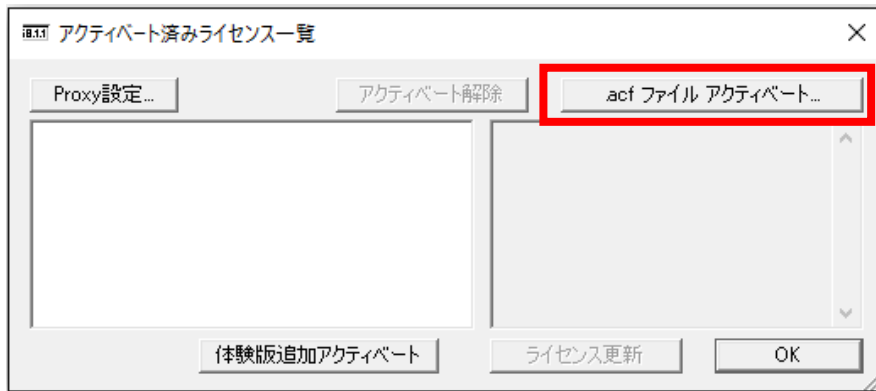 i8.1.1 アクティベート済みライセンス一覧
Proxy設定...
アクティベート解除
.acf ファイル アクティベート...
体験版追加アクティベート
ライセンス更新
OK